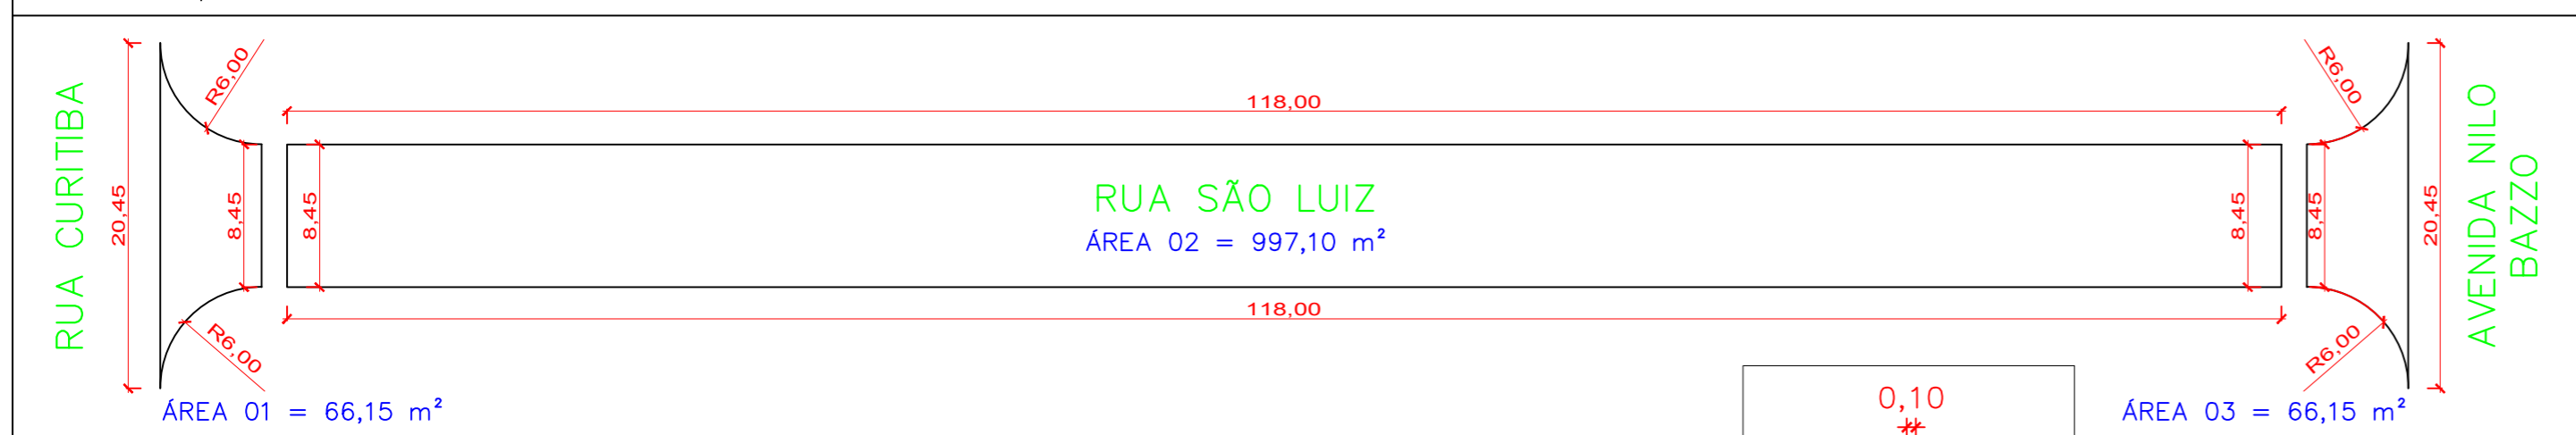 RUA CURITIBA
20,45
R6,00
8,45
R6,00
ÁREA 01 = 66,15 m²
118,00
8,45
RUA SÃO LUIZ
ÁREA 02 = 997,10 m²
8,45
118,00
R6,00
8,45
20,45
R6,00
AVENIDA NILO
BAZZO
0,10
ÁREA 03 = 66,15 m²